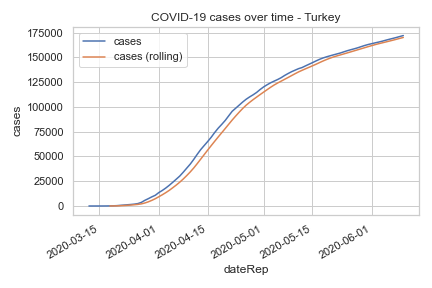 COVID-19 cases over time - Turkey
cases
cases (rolling)
cases
175000
150000
125000
100000
75000
50000
25000
0
2020-03-15
2020-04-01
2020-04-15
2020-05-01
2020-05-15
2020-06-01
dateRep